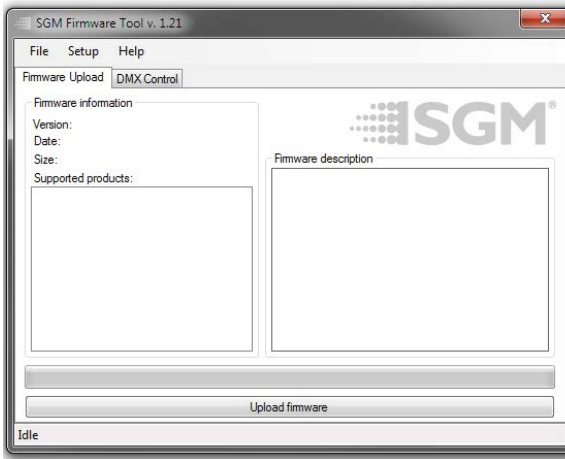 SGM Firmware Tool v. 1.21
x
File Setup Help
Firmware Upload DMX Control
Firmware information
Version:
Date:
Size:
Supported products:
SGM®
Firmware description
Upload firmware
Idle